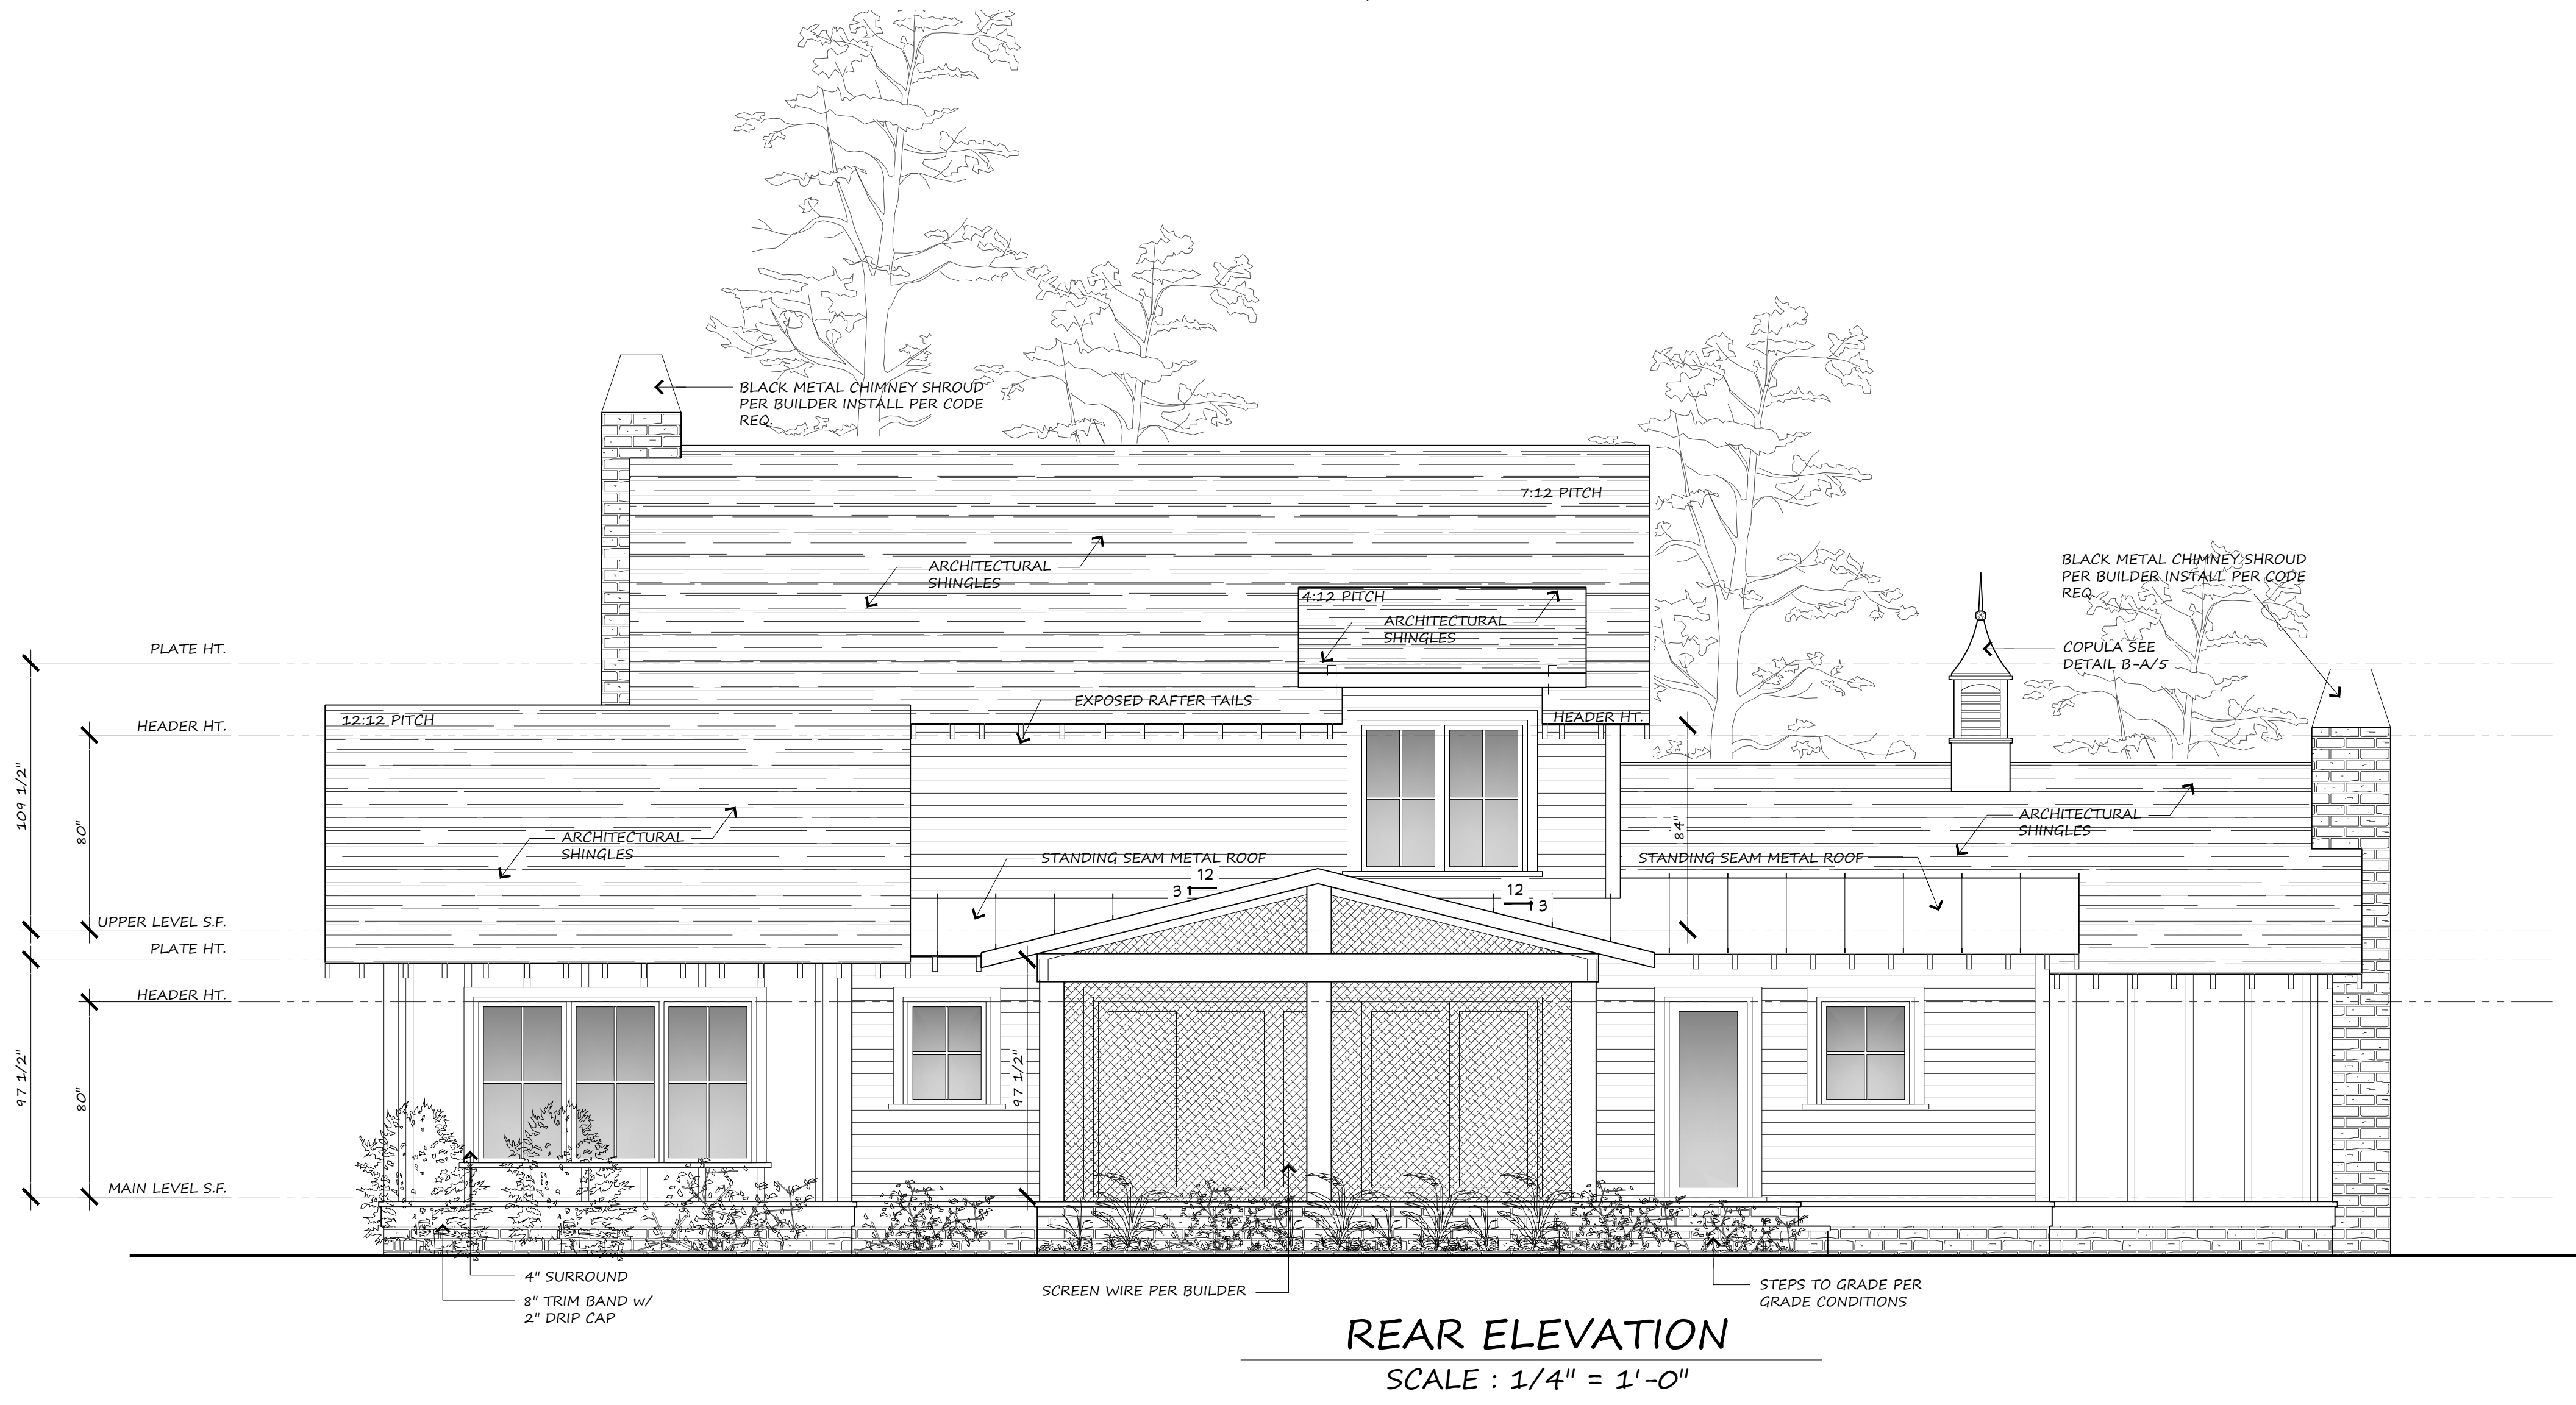 BLACK METAL CHIMNEY SHROUD
PER BUILDER INSTALL PER CODE
REQ.
7:12 PITCH
ARCHITECTURAL
SHINGLES
BLACK METAL CHIMNEY SHROUD
PER BUILDER INSTALL PER CODE
REQ.
4:12 PITCH
ARCHITECTURAL
SHINGLES
PLATE HT.
COPULA SEE
DETAIL B-A/5
EXPOSED RAFTER TAILS
12:12 PITCH
HEADER HT.
HEADER HT.
109 1/2"
80"
84"
ARCHITECTURAL
SHINGLES
ARCHITECTURAL
SHINGLES
STANDING SEAM METAL ROOF
STANDING SEAM METAL ROOF
12
3
12
3
UPPER LEVEL S.F.
PLATE HT.
HEADER HT.
97 1/2"
80"
97 1/2"
MAIN LEVEL S.F.
4" SURROUND
8" TRIM BAND w/
2" DRIP CAP
SCREEN WIRE PER BUILDER
STEPS TO GRADE PER
GRADE CONDITIONS
REAR ELEVATION
SCALE : 1/4" = 1'-0"